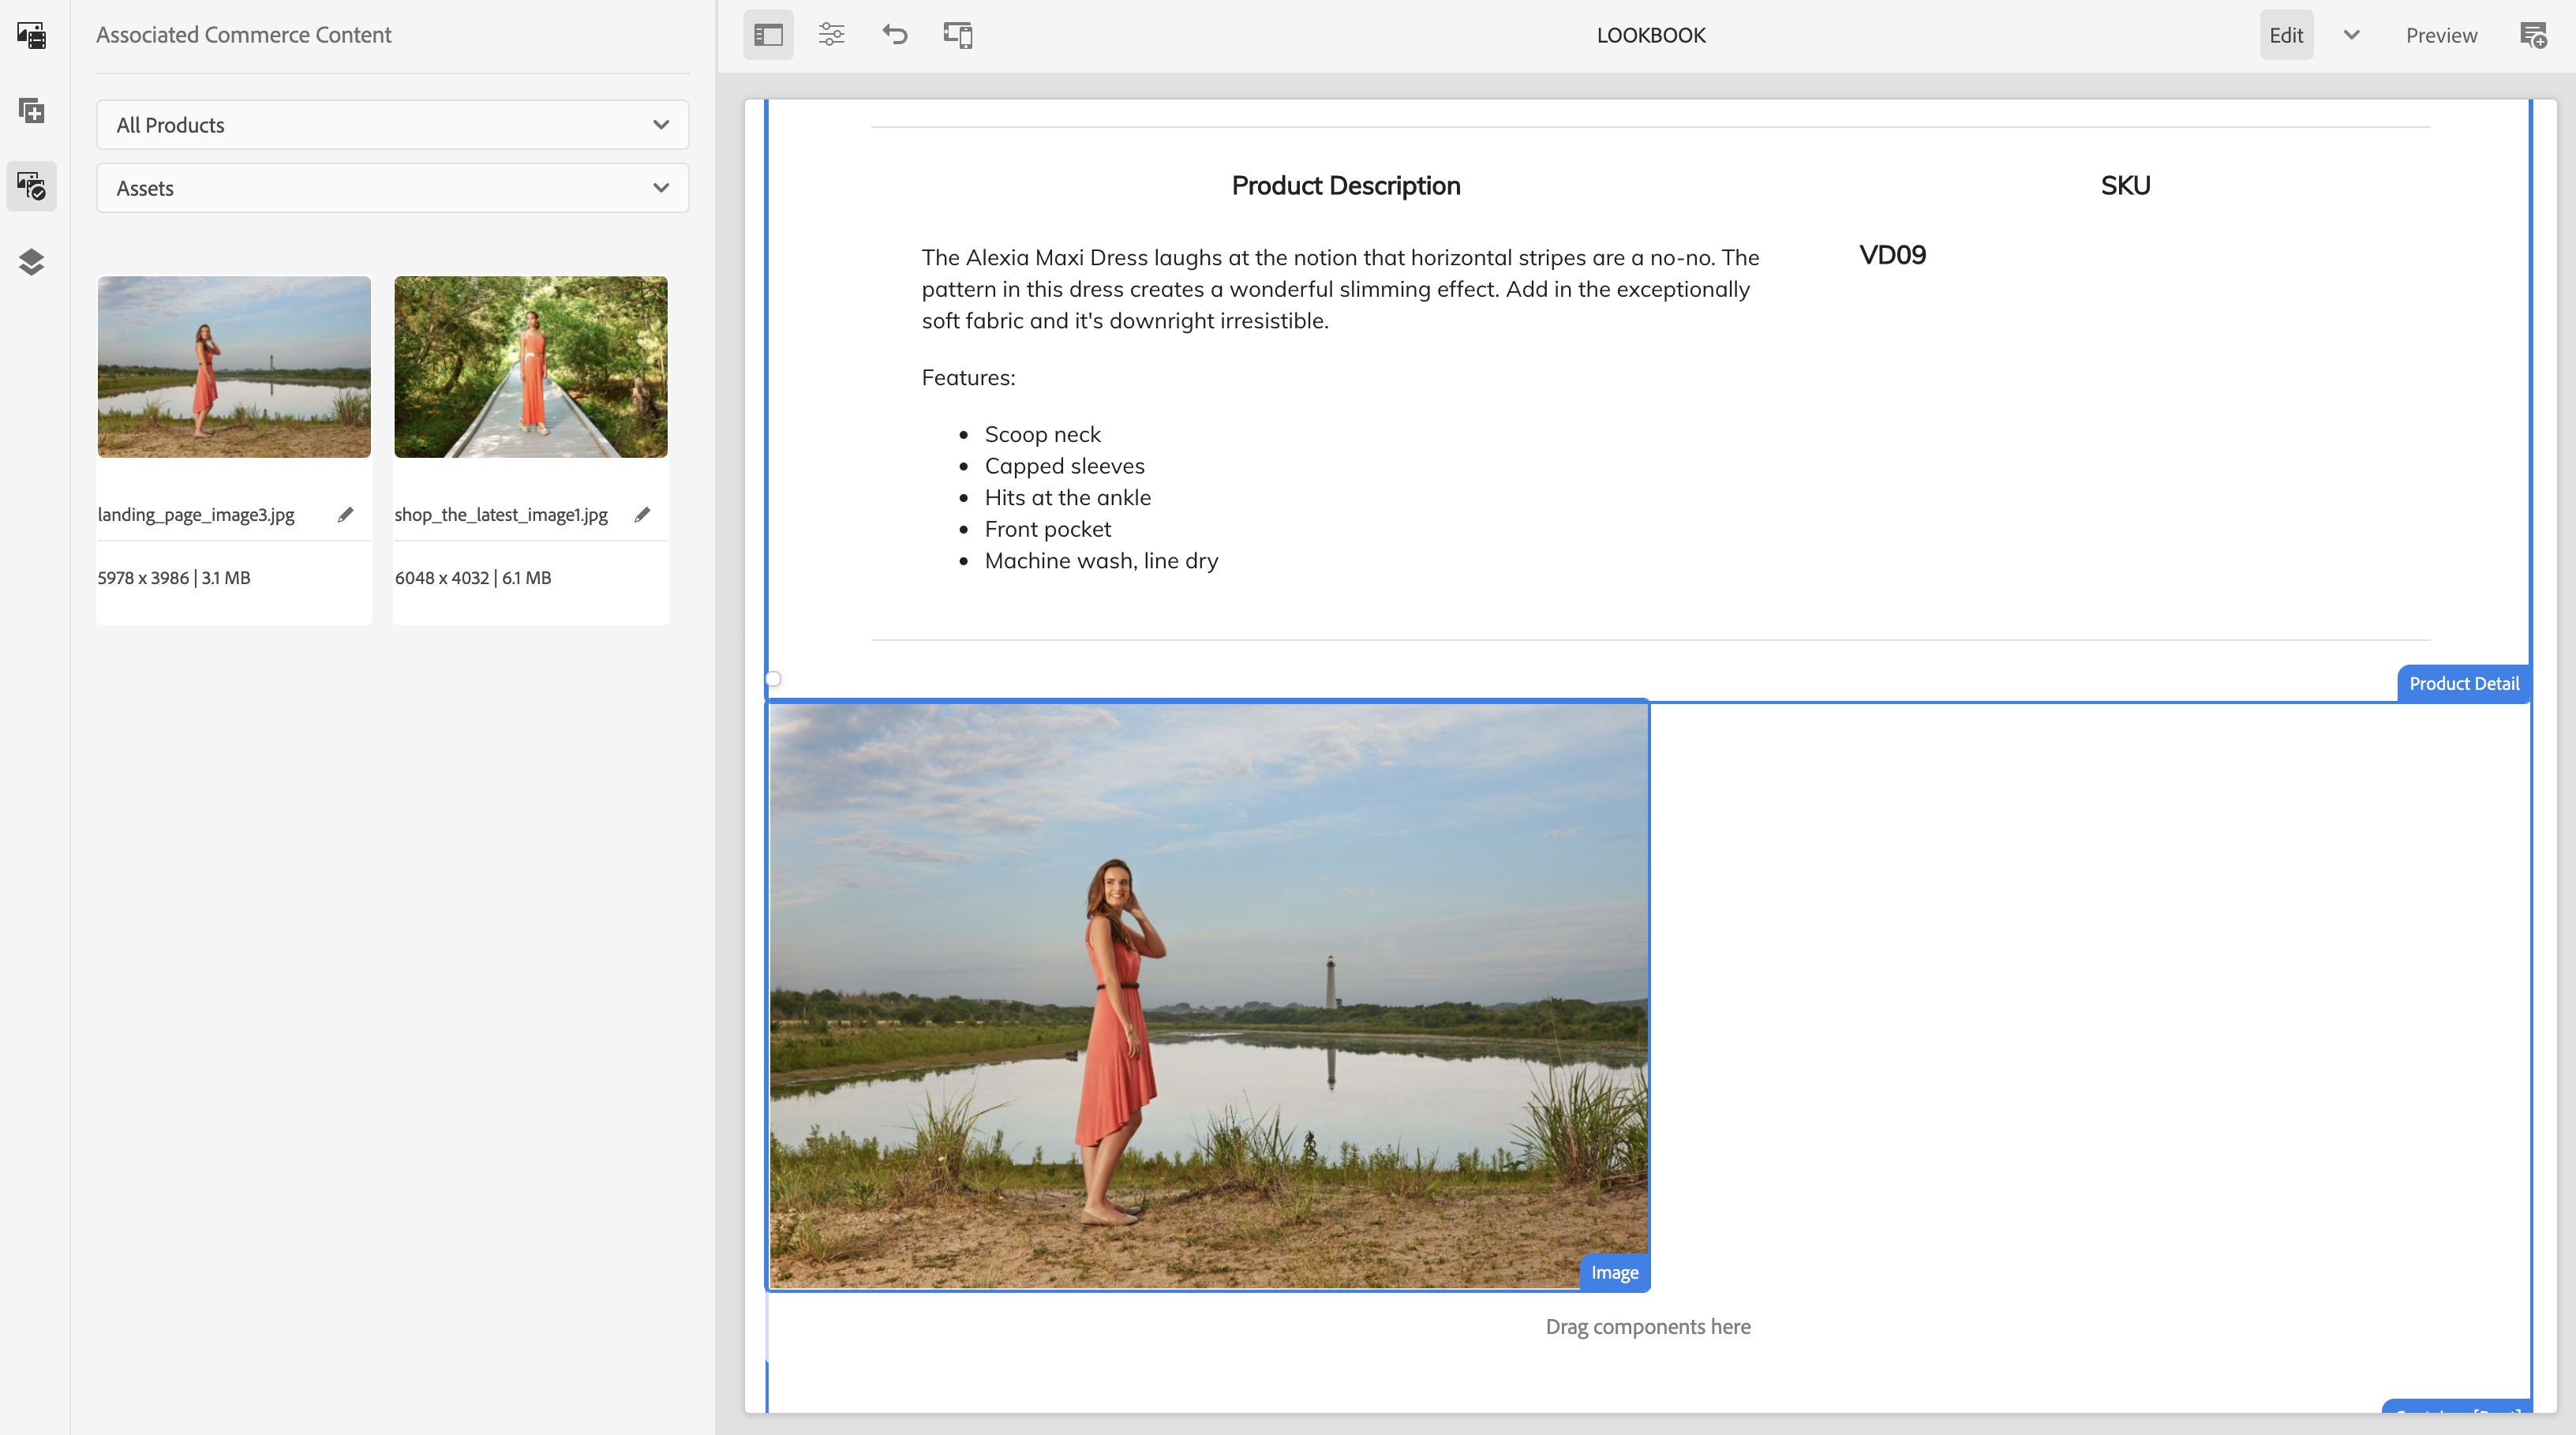 Associated Commerce Content
LOOKBOOK
Edit
Preview
All Products
Assets
landing_page_image3.jpg
5978 x 3986 | 3.1 MB
shop_the_latest_image1.jpg
6048 x 4032 | 6.1 MB
Product Description
SKU
The Alexia Maxi Dress laughs at the notion that horizontal stripes are a no-no. The
pattern in this dress creates a wonderful slimming effect. Add in the exceptionally
soft fabric and it's downright irresistible.
VD09
Features:
• Scoop neck
• Capped sleeves
• Hits at the ankle
• Front pocket
• Machine wash, line dry
Product Detail
Image
Drag components here